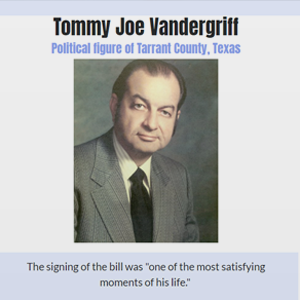 Tommy Joe Vandergriff
Political figure of Tarrant County, Texas
The signing of the bill was "one of the most satisfying
moments of his life."